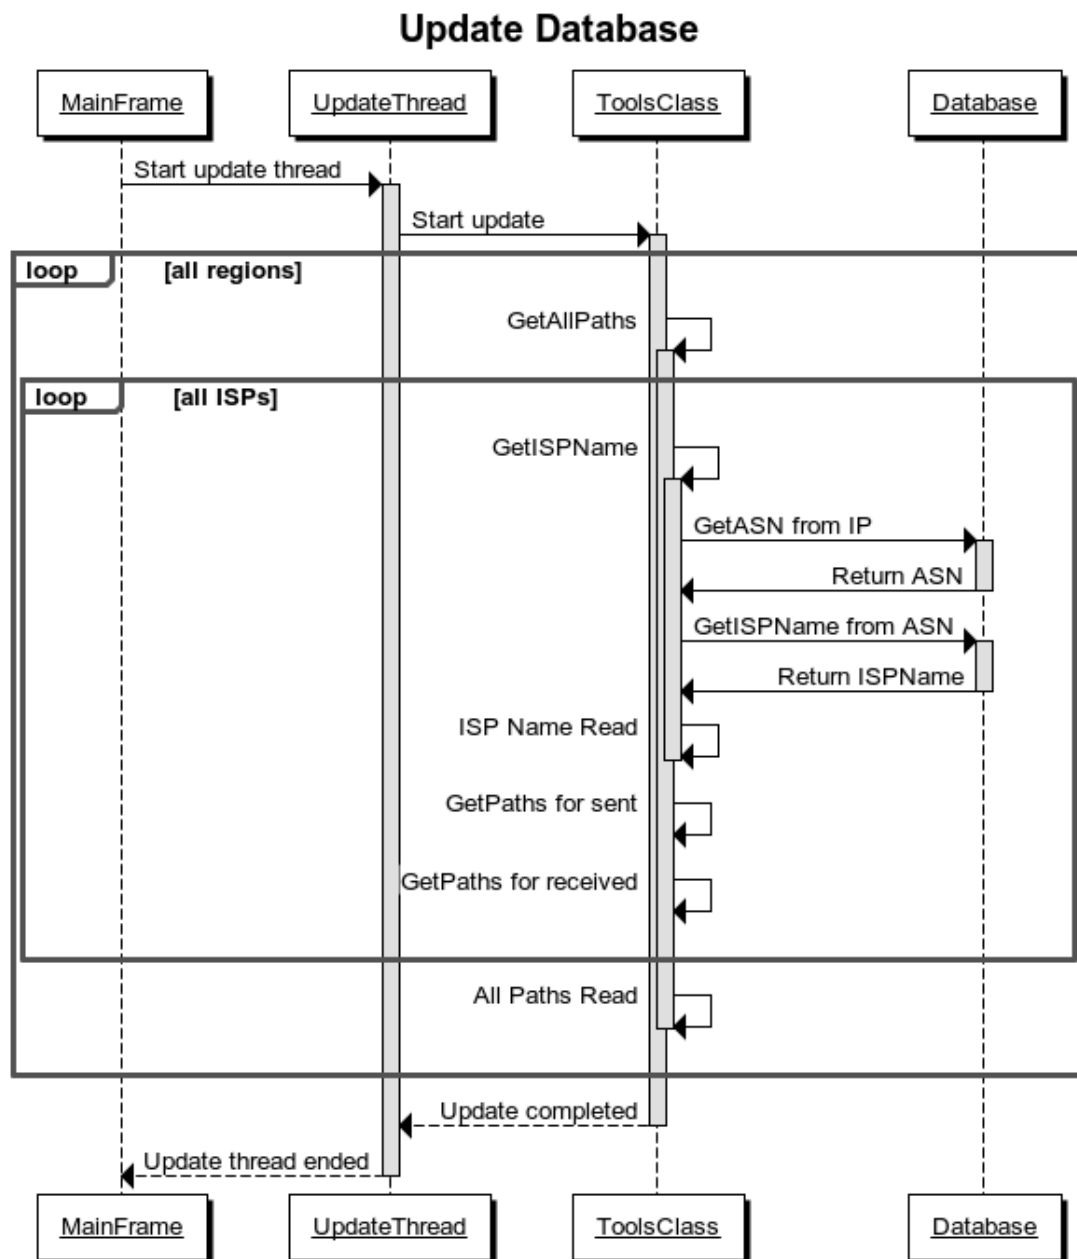 Update Database
MainFrame
UpdateThread
ToolsClass
Database
Start update thread
Start update
loop
[all regions]
GetAllPaths
loop
[all ISPs]
GetISPName
GetASN from IP
Return ASN
GetISPName from ASN
Return ISPName
ISP Name Read
GetPaths for sent
GetPaths for received
All Paths Read
Update completed
Update thread ended
MainFrame
UpdateThread
ToolsClass
Database